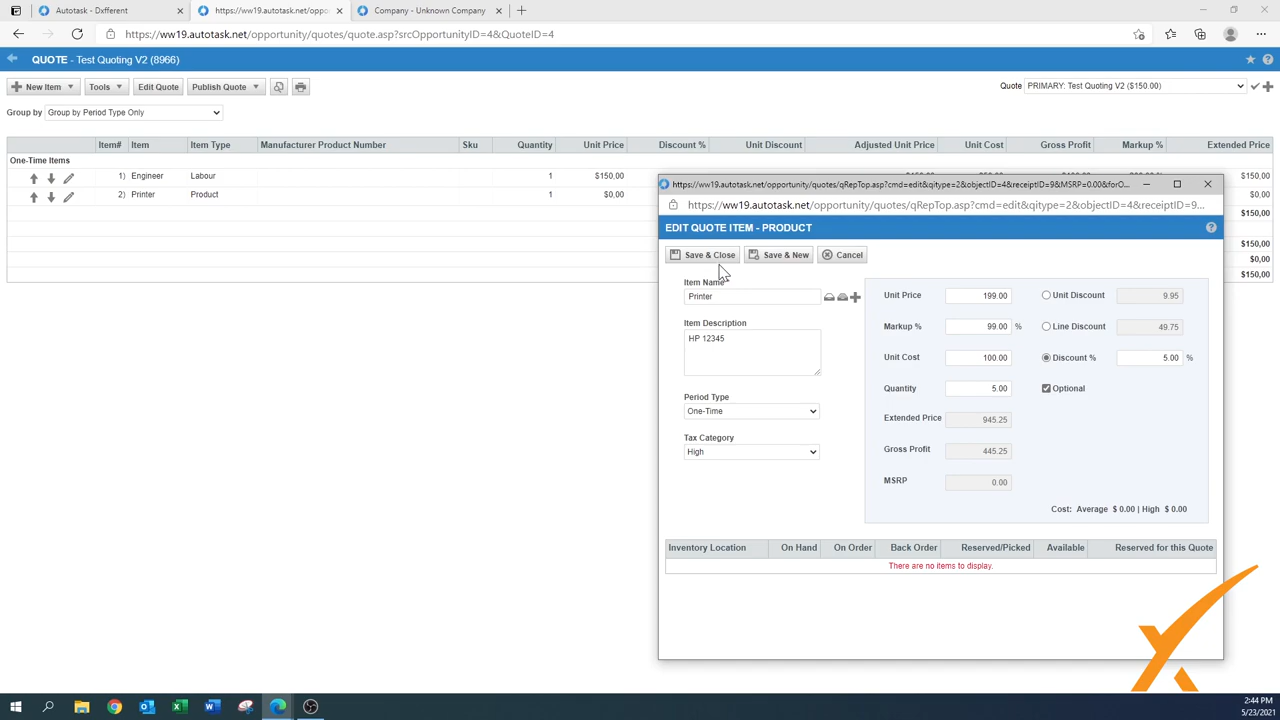 Autotask - Dxfferent
https://ww19.autotask.net/oppo
Company - Unknown Company
https://ww19.autotask.net/opportunity/quotes/quote.asp?srcOpportunityID=4&QuoteID=4
QUOTE - Test Quoting V2 (8966)
New Item Tools Edit Quote Publish Quote Quote PRIMARY: Test Quoting V2 ($150.00)
Group by Group by Period Type Only
Item# Item Item Type Manufacturer Product Number Sku Quantity Unit Price Discount % Unit Discount Adjusted Unit Price Unit Cost Gross Profit Markup % Extended Price
One-Time Items
1) Engineer Labour 1 $150,00 $150,00
2) Printer Product 1 $0,00 $0,00
$150,00
$150,00
$0,00
$150,00
https://ww19.autotask.net/opportunity/quotes/qRepTop.asp?cmd=edit&qitype=2&objectID=4&receiptID=9&MSRP=0.00&forO...
https://ww19.autotask.net/opportunity/quotes/qRepTop.asp?cmd=edit&qitype=2&objectID=4&receiptID=9...
EDIT QUOTE ITEM - PRODUCT
Save & Close Save & New Cancel
Item Name
Printer
Item Description
HP 12345
Period Type
One-Time
Tax Category
High
Unit Price 199.00 Unit Discount 9.95
Markup % 99.00 % Line Discount 49.75
Unit Cost 100.00 Discount % 5.00 %
Quantity 5.00 Optional
Extended Price 945.25
Gross Profit 445.25
MSRP 0.00
Cost: Average $ 0.00 | High $ 0.00
Inventory Location On Hand On Order Back Order Reserved/Picked Available Reserved for this Quote
There are no items to display.
2:44 PM
5/23/2021